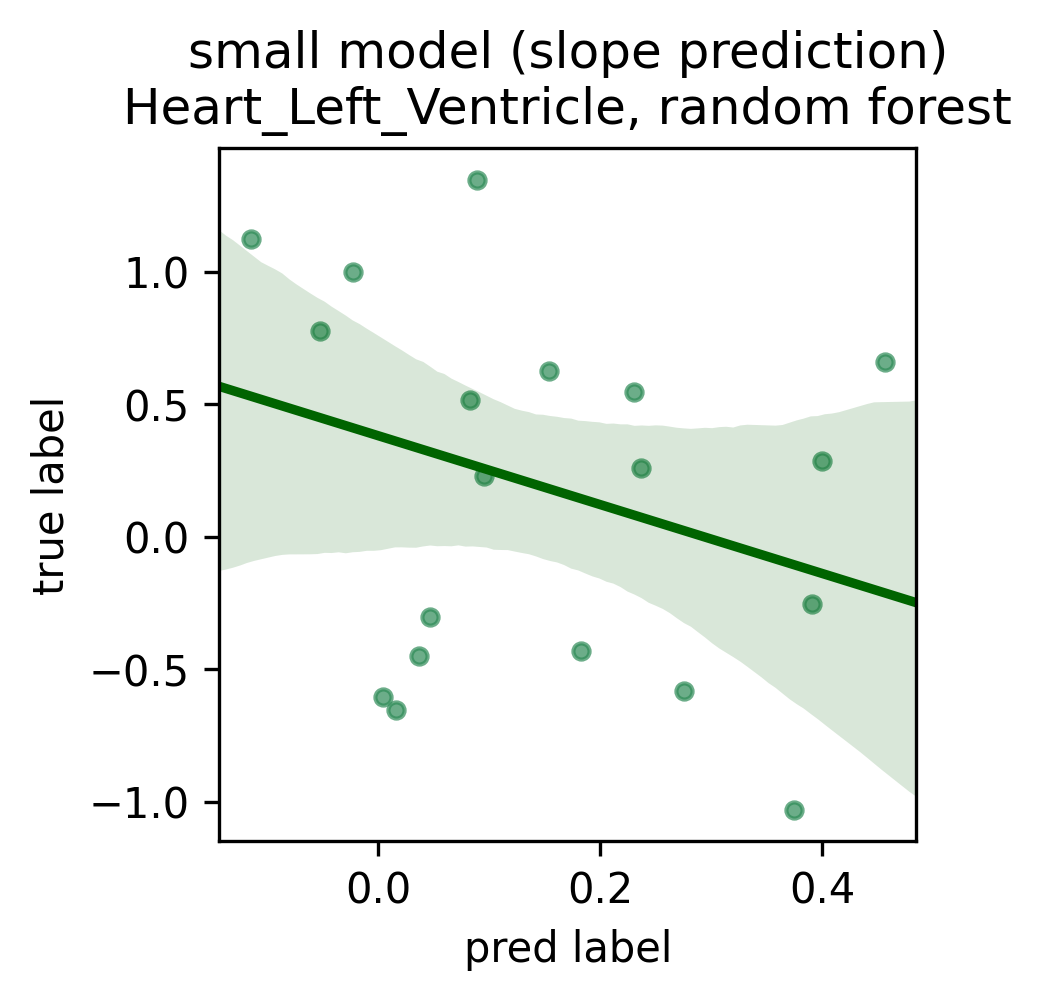 small model (slope prediction)
Heart_Left_Ventricle, random forest
1.0
0.5
0.0
−0.5
−1.0
true label
0.0 0.2 0.4
pred label